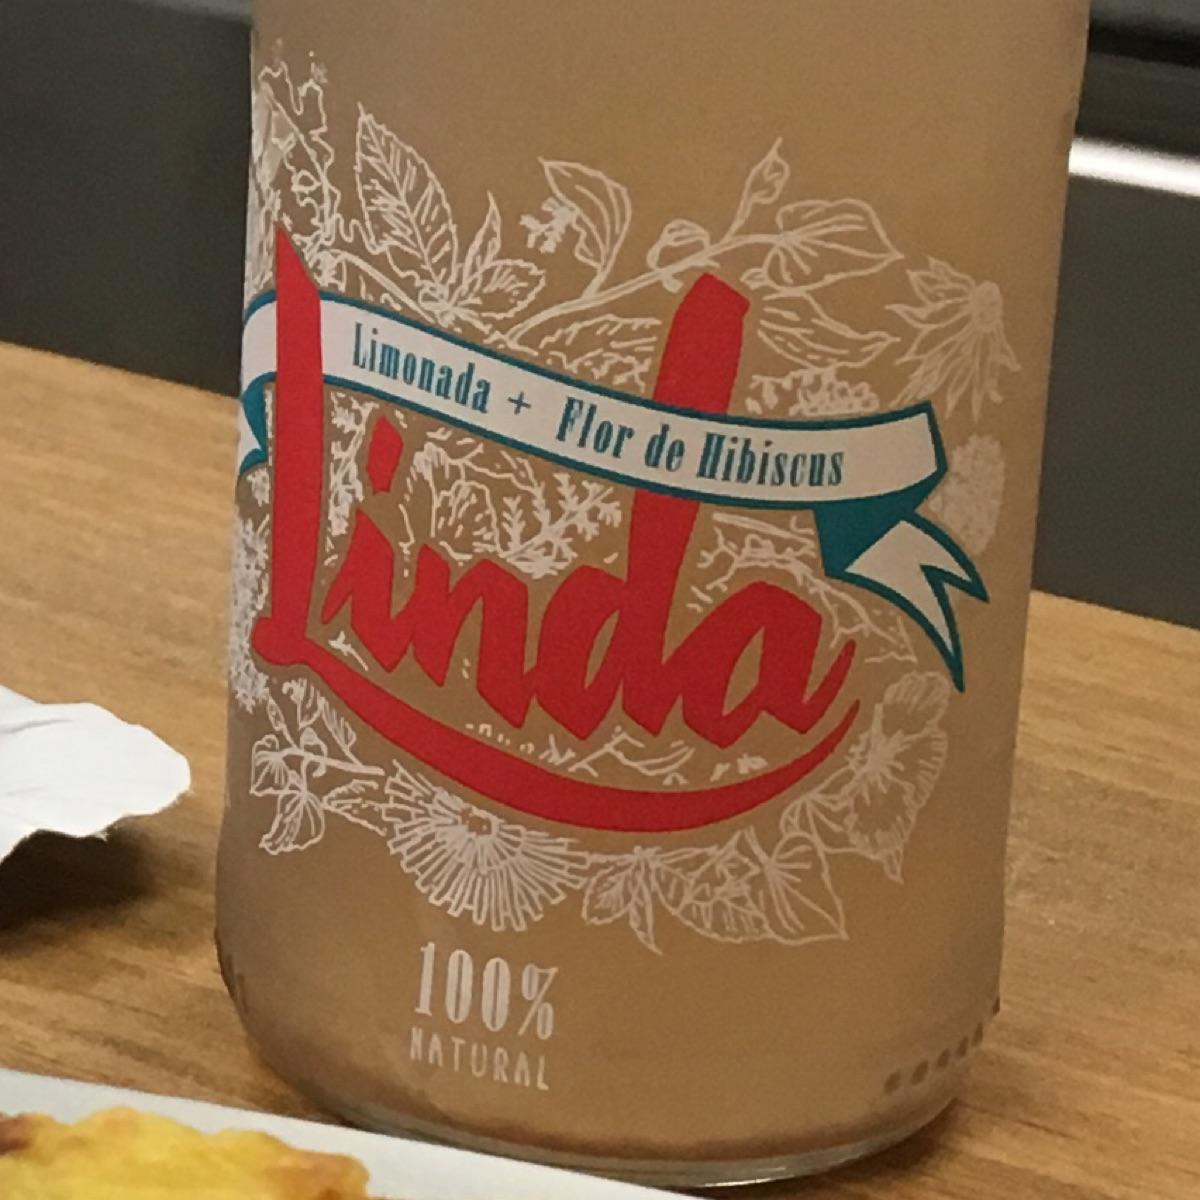 Limonada + Flor de Hibiscus
Linda
100%
NATURAL